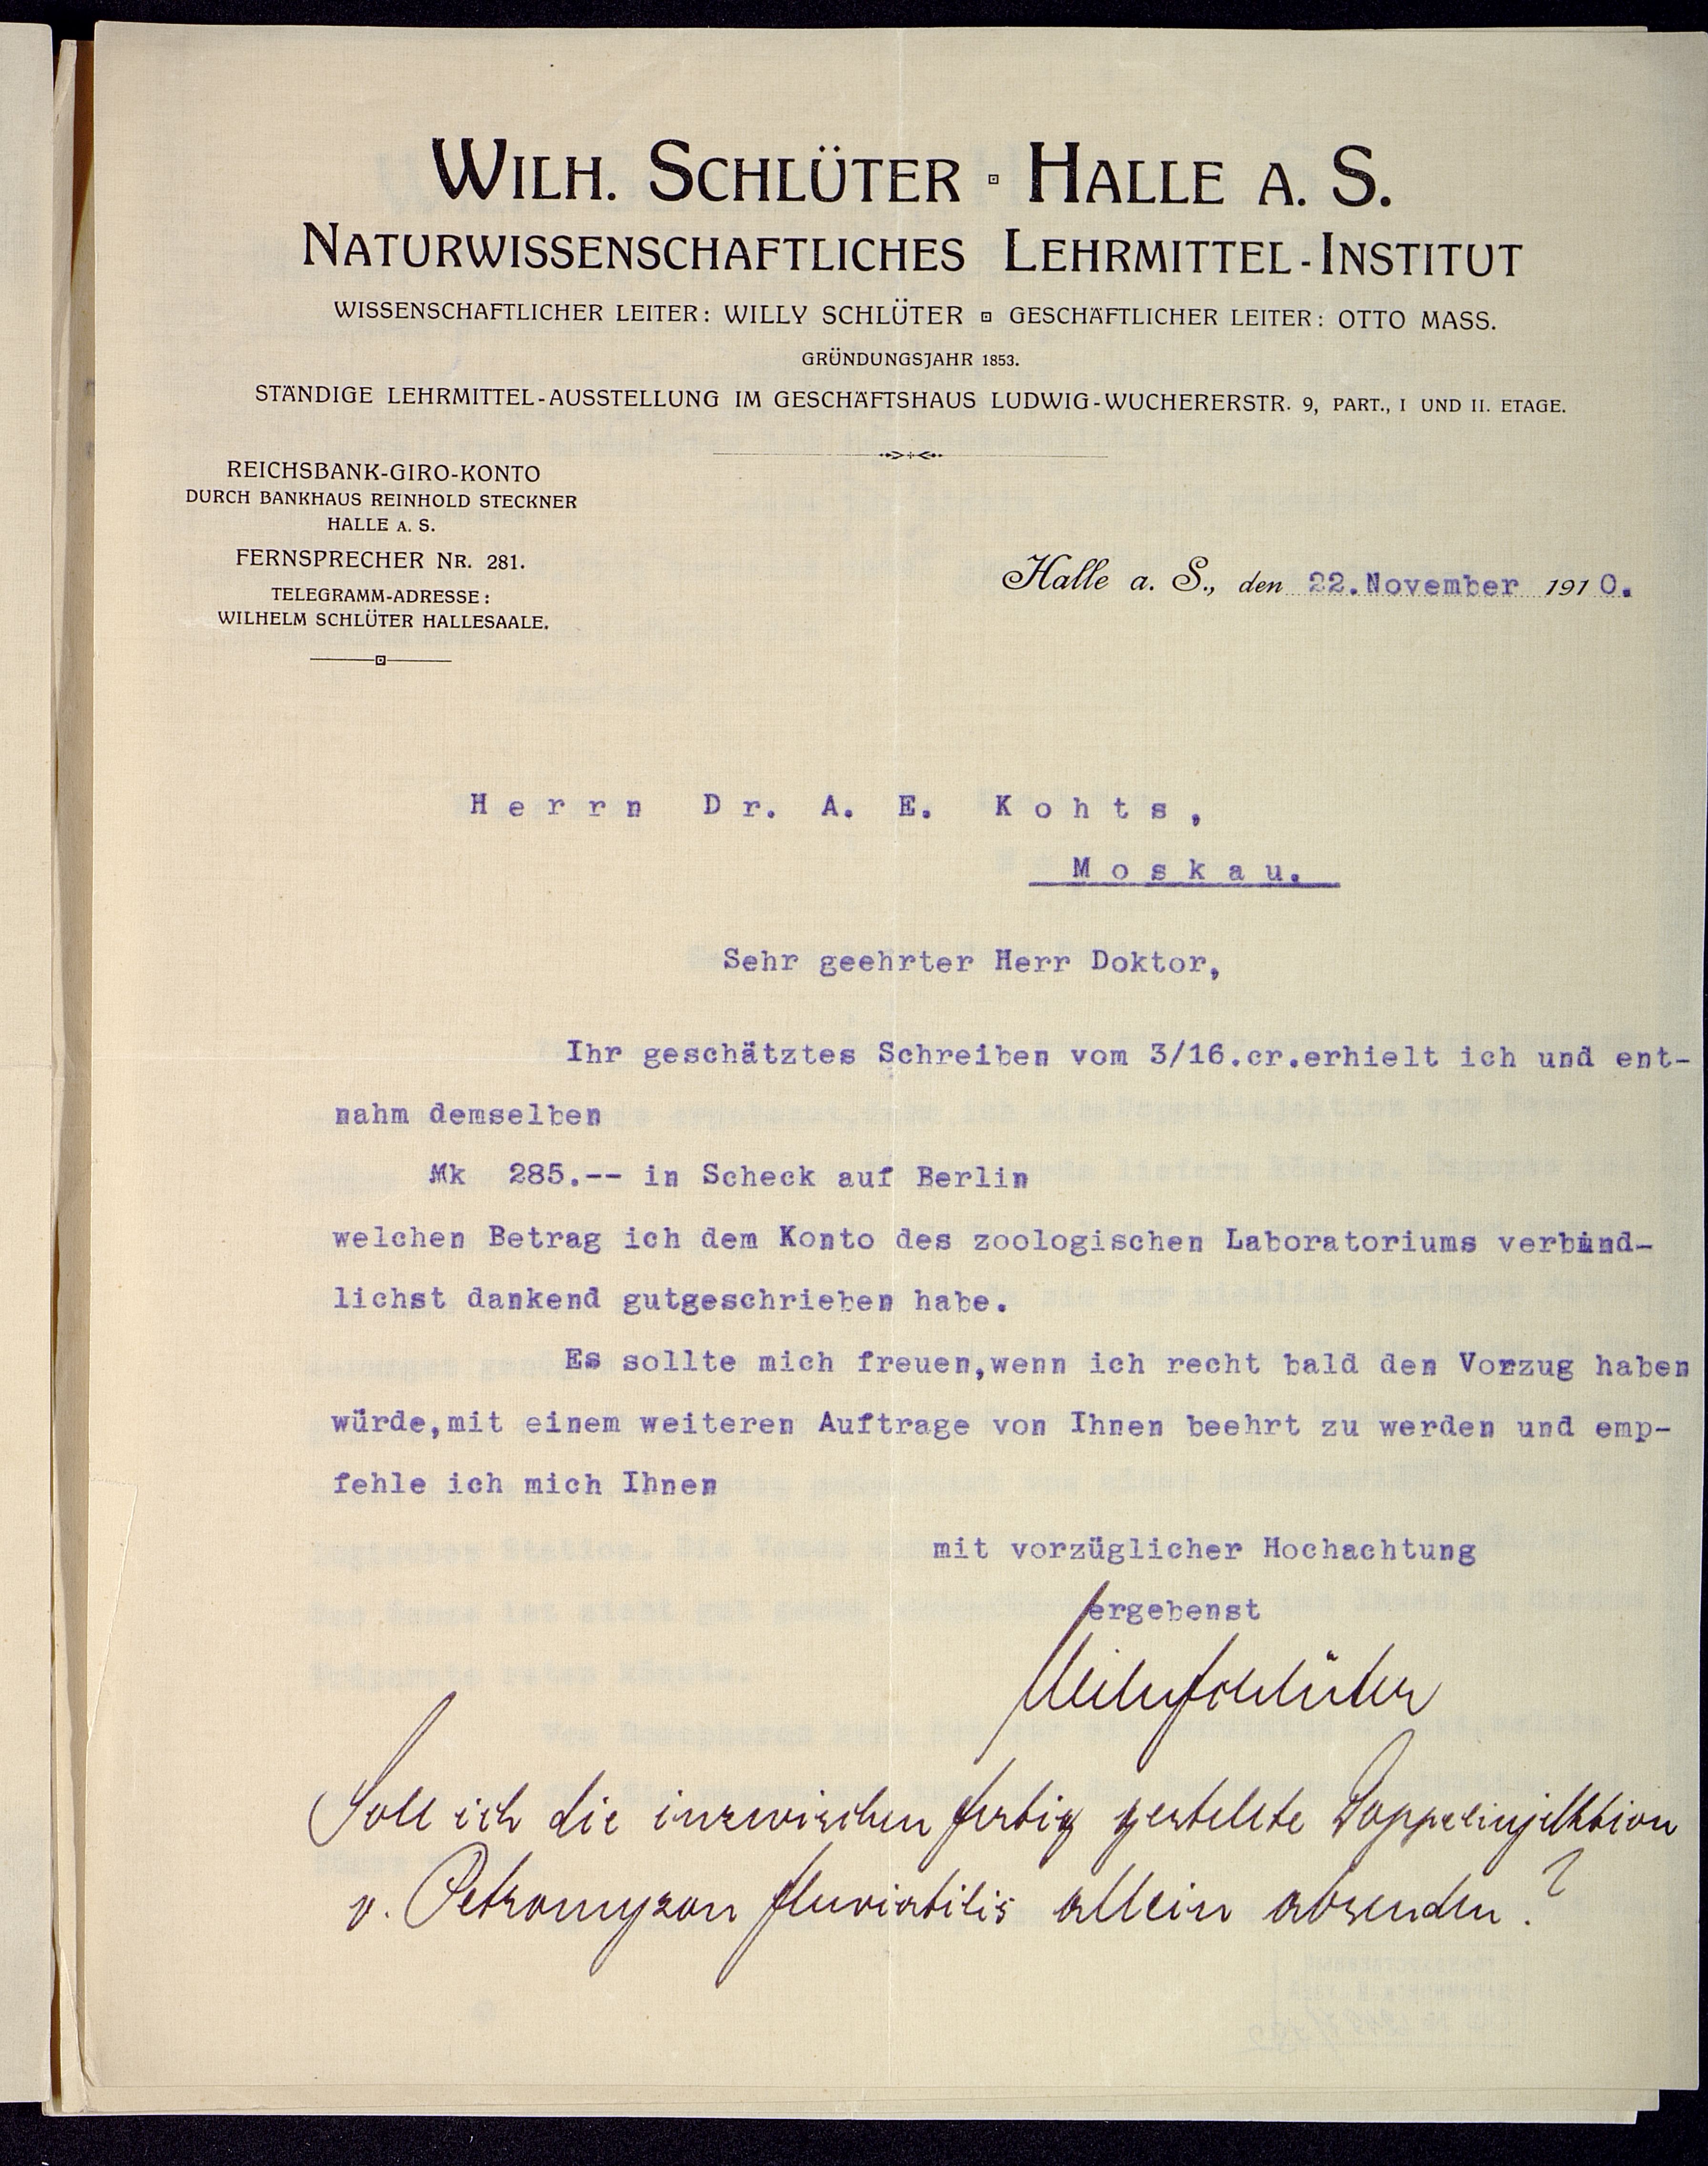 WILH. SCHLÜTER ▫ HALLE A. S.
NATURWISSENSCHAFTLICHES LEHRMITTEL-INSTITUT
WISSENSCHAFTLICHER LEITER: WILLY SCHLÜTER ▫ GESCHÄFTLICHER LEITER: OTTO MASS.
GRÜNDUNGSJAHR 1853.
STÄNDIGE LEHRMITTEL-AUSSTELLUNG IM GESCHÄFTSHAUS LUDWIG-WUCHERERSTR. 9, PART., I UND II. ETAGE.
REICHSBANK-GIRO-KONTO
DURCH BANKHAUS REINHOLD STECKNER
HALLE A. S.
FERNSPRECHER NR. 281.
TELEGRAMM-ADRESSE:
WILHELM SCHLÜTER HALLESAALE.
Halle a. S., den 22.November 1910.
Herrn Dr. A. E. Kohts,
Moskau.
Sehr geehrter Herr Doktor,
Ihr geschätztes Schreiben vom 3/16.cr.erhielt ich und ent-
nahm demselben
Mk 285.-- in Scheck auf Berlin
welchen Betrag ich dem Konto des zoologischen Laboratoriums verbind-
lichst dankend gutgeschrieben habe.
Es sollte mich freuen,wenn ich recht bald den Vorzug haben
würde,mit einem weiteren Auftrage von Ihnen beehrt zu werden und emp-
fehle ich mich Ihnen
mit vorzüglicher Hochachtung
ergebenst
Wilh Schlüter
Soll ich die inzwischen fertig gestellte Doppelinjektion
v. Petromyzon fluviatilis allein absenden?